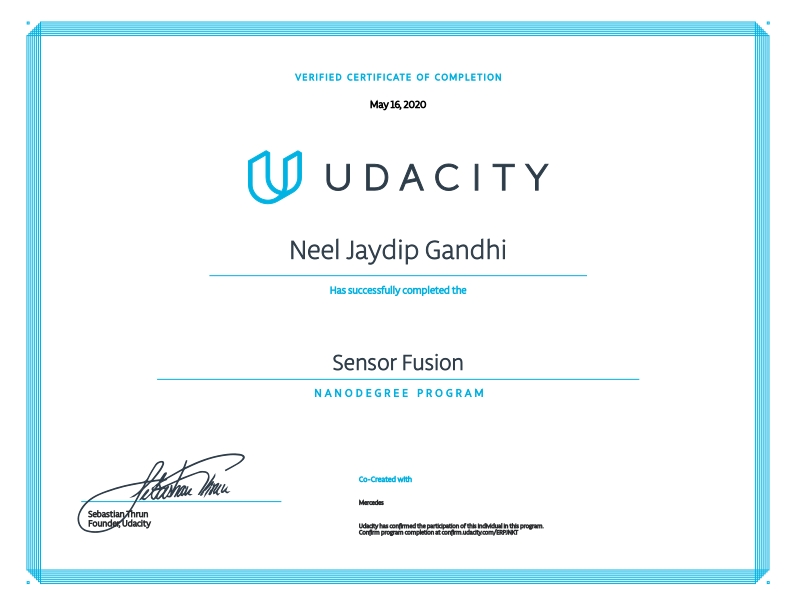 VERIFIED CERTIFICATE OF COMPLETION
May 16, 2020
UDACITY
Neel Jaydip Gandhi
Has successfully completed the
Sensor Fusion
NANODEGREE PROGRAM
Sebastian Thrun
Sebastian Thrun
Founder, Udacity
Co-Created with
Mercedes
Udacity has confirmed the participation of this individual in this program.
Confirm program completion at confirm.udacity.com/ERPJNKT